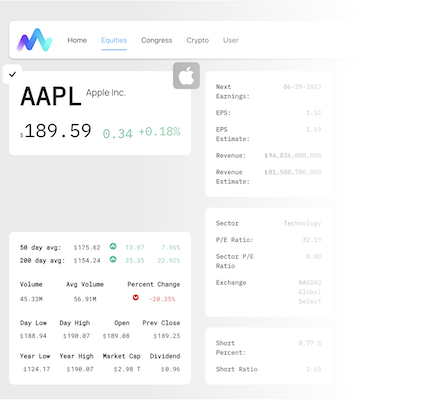 Home Equities Congress Crypto User
AAPL Apple Inc.
$189.59 0.34 +0.18%
50 day avg: $175.62 13.97 7.96%
200 day avg: $154.24 35.35 22.92%
Volume Avg Volume Percent Change
45.33M 56.91M -20.35%
Day Low Day High Open Prev Close
$188.94 $190.07 $189.08 $189.25
Year Low Year High Market Cap Dividend
$124.17 $190.07 $2.98 T $0.96
Next
Earnings: 06-29-2023
EPS: 1.52
EPS
Estimate: 1.19
Revenue: $94,836,000,000
Revenue
Estimate: $81,508,700,000
Sector Technology
P/E Ratio: 32.19
Sector P/E
Ratio 0.00
Exchange NASDAQ
Global
Select
Short
Percent: 0.77 %
Short Ratio 2.03